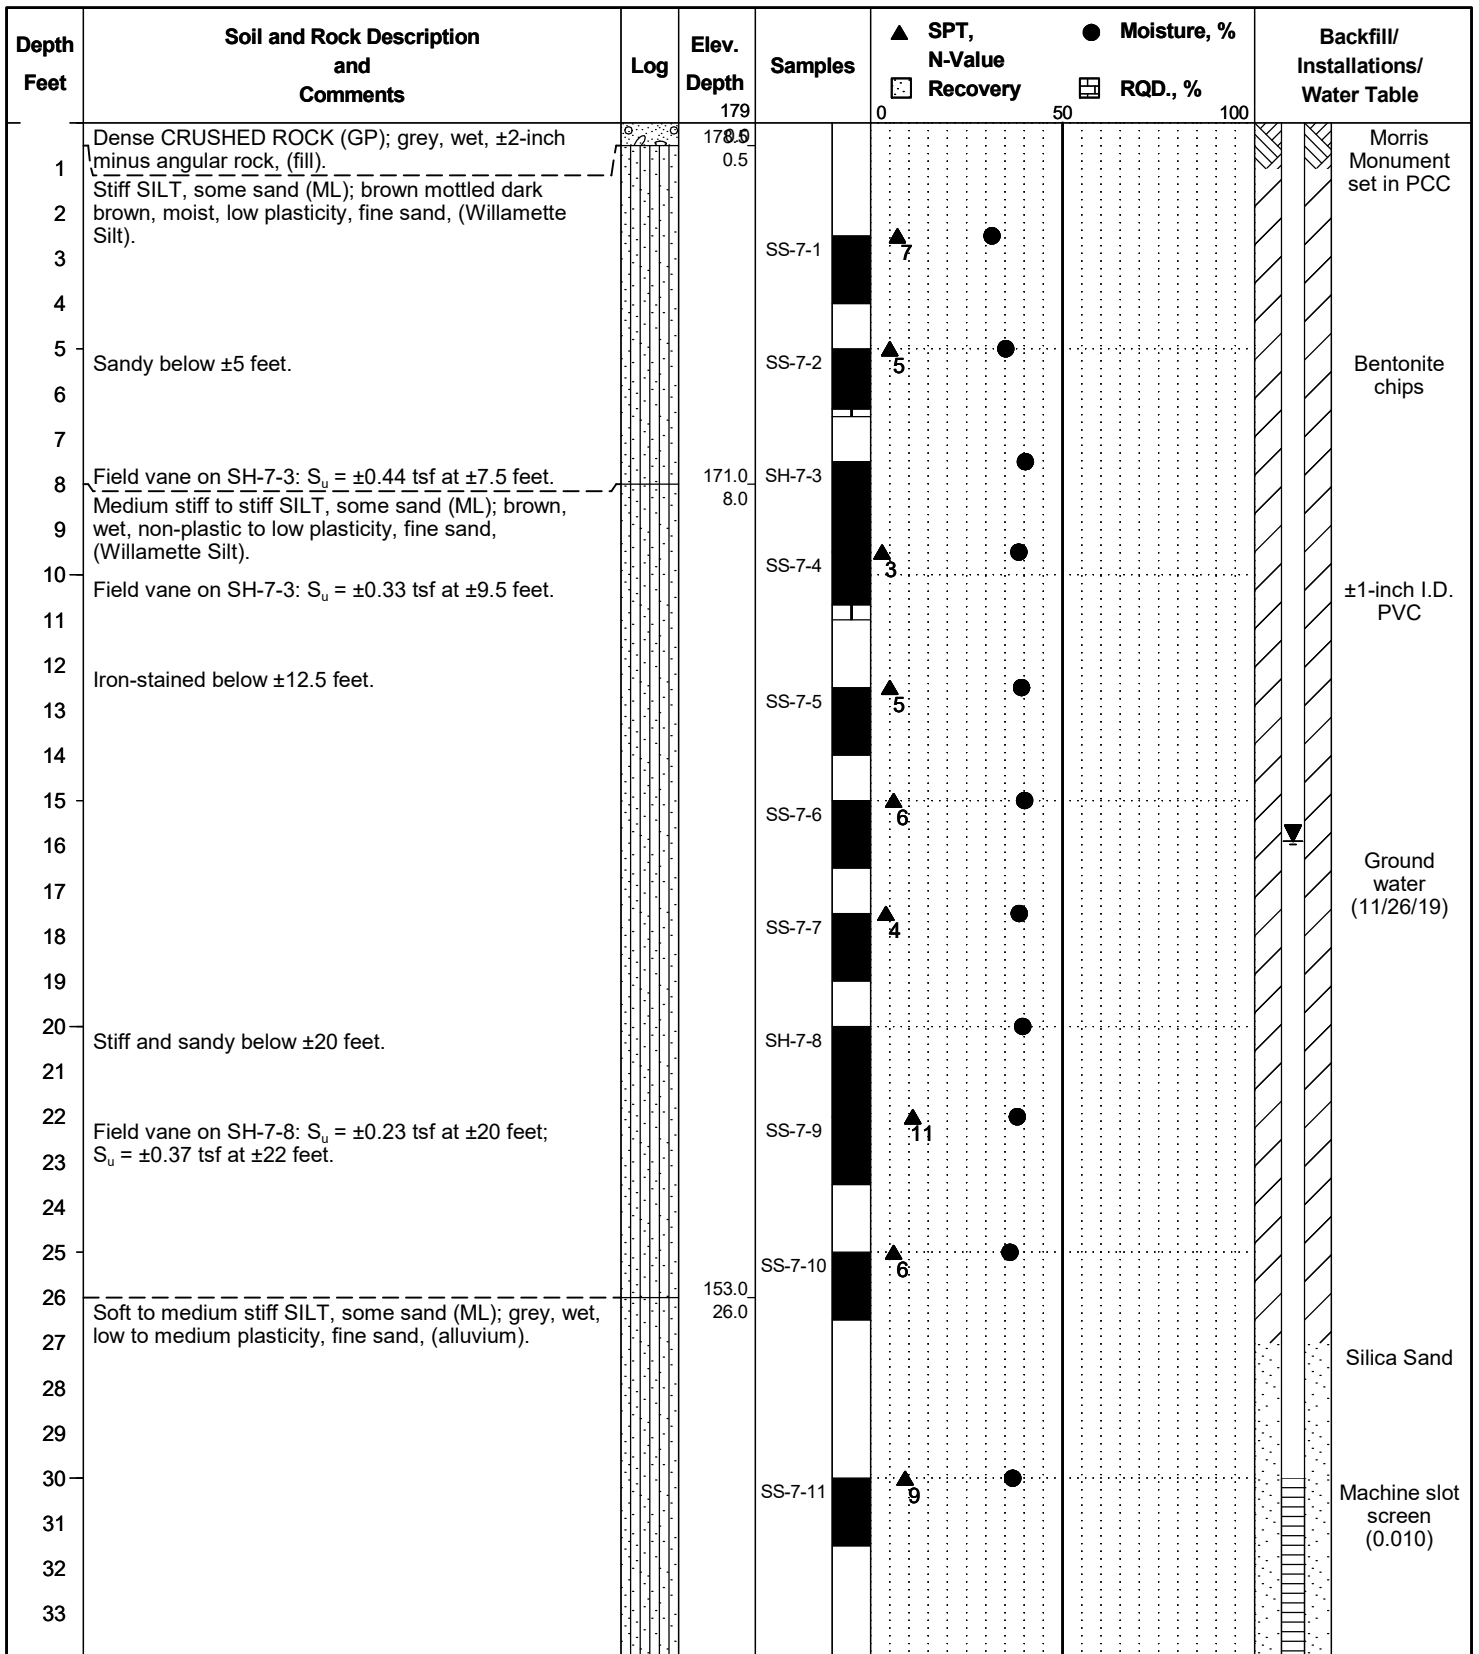 Depth
Feet
Soil and Rock Description
and
Comments
Log
Elev.
Depth
179
Samples
SPT,
N-Value
Recovery
Moisture, %
RQD., %
0 50 100
Backfill/
Installations/
Water Table
Dense CRUSHED ROCK (GP); grey, wet, ±2-inch
minus angular rock, (fill).
178.5
0.5
Morris
Monument
set in PCC
1
Stiff SILT, some sand (ML); brown mottled dark
brown, moist, low plasticity, fine sand, (Willamette
Silt).
2
SS-7-1
7
3
4
5
Sandy below ±5 feet.
SS-7-2
5
Bentonite
chips
6
7
Field vane on SH-7-3: Su = ±0.44 tsf at ±7.5 feet.
171.0
8.0
SH-7-3
8
Medium stiff to stiff SILT, some sand (ML); brown,
wet, non-plastic to low plasticity, fine sand,
(Willamette Silt).
9
SS-7-4
3
10
Field vane on SH-7-3: Su = ±0.33 tsf at ±9.5 feet.
±1-inch I.D.
PVC
11
12
Iron-stained below ±12.5 feet.
SS-7-5
5
13
14
15
SS-7-6
6
16
Ground
water
(11/26/19)
17
SS-7-7
4
18
19
20
Stiff and sandy below ±20 feet.
SH-7-8
21
22
Field vane on SH-7-8: Su = ±0.23 tsf at ±20 feet;
Su = ±0.37 tsf at ±22 feet.
SS-7-9
11
23
24
25
SS-7-10
6
26
153.0
26.0
Soft to medium stiff SILT, some sand (ML); grey, wet,
low to medium plasticity, fine sand, (alluvium).
27
Silica Sand
28
29
30
SS-7-11
9
Machine slot
screen
(0.010)
31
32
33